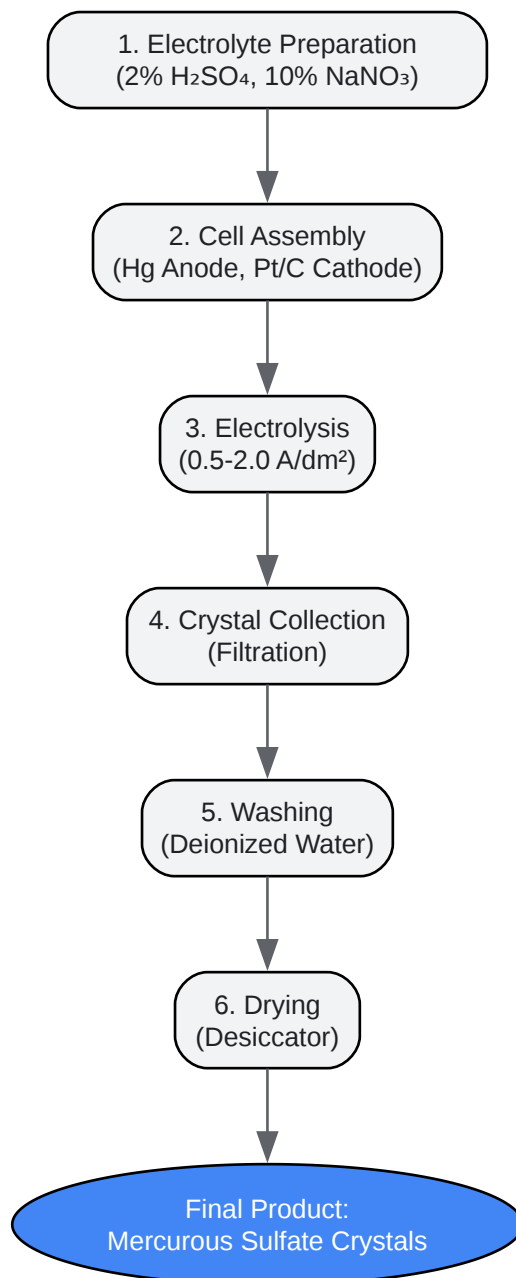 1. Electrolyte Preparation
(2% H₂SO₄, 10% NaNO₃)
2. Cell Assembly
(Hg Anode, Pt/C Cathode)
3. Electrolysis
(0.5-2.0 A/dm²)
4. Crystal Collection
(Filtration)
5. Washing
(Deionized Water)
6. Drying
(Desiccator)
Final Product:
Mercurous Sulfate Crystals